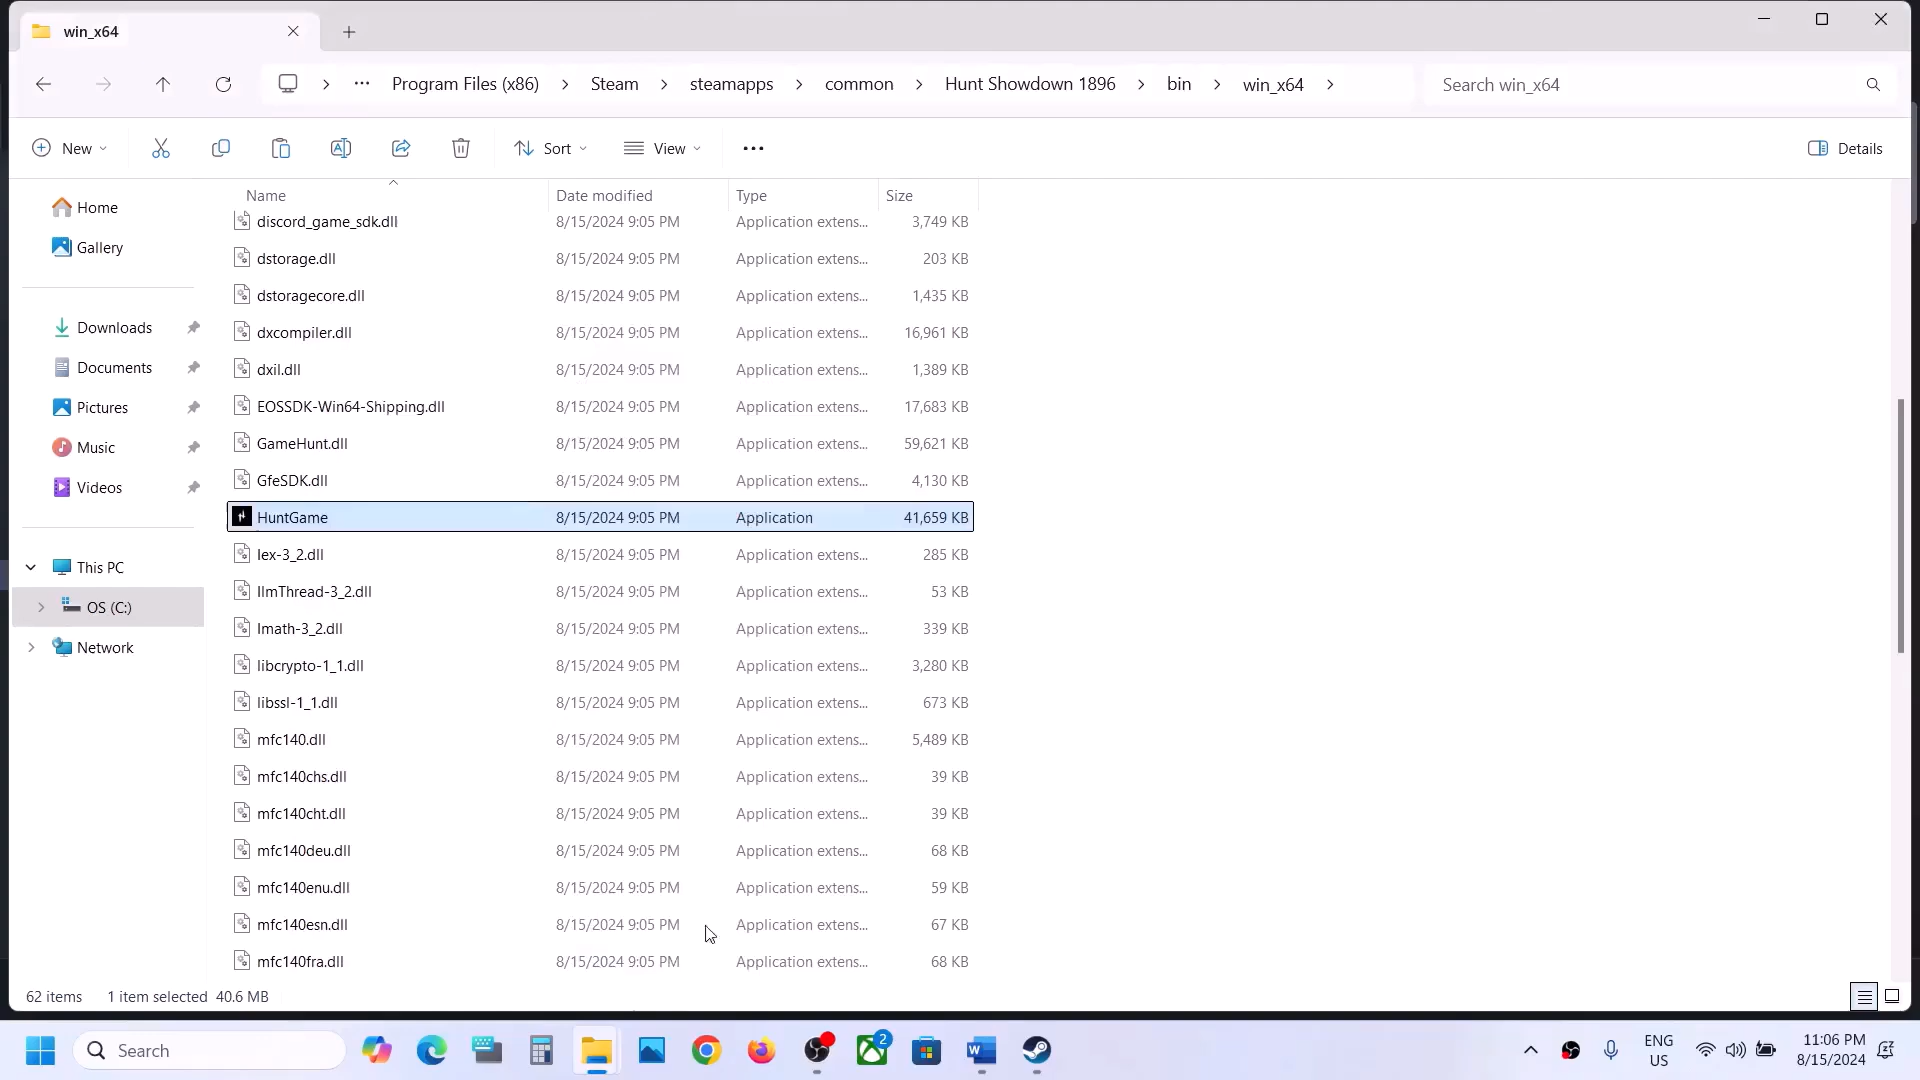 win_x64
Program Files (x86) > Steam > steamapps > common > Hunt Showdown 1896 > bin > win_x64 >
Search win_x64
New
Sort
View
Details
Name Date modified Type Size
Home
Gallery
Downloads
Documents
Pictures
Music
Videos
This PC
OS (C:)
Network
discord_game_sdk.dll 8/15/2024 9:05 PM Application extens... 3,749 KB
dstorage.dll 8/15/2024 9:05 PM Application extens... 203 KB
dstoragecore.dll 8/15/2024 9:05 PM Application extens... 1,435 KB
dxcompiler.dll 8/15/2024 9:05 PM Application extens... 16,961 KB
dxil.dll 8/15/2024 9:05 PM Application extens... 1,389 KB
EOSSDK-Win64-Shipping.dll 8/15/2024 9:05 PM Application extens... 17,683 KB
GameHunt.dll 8/15/2024 9:05 PM Application extens... 59,621 KB
GfeSDK.dll 8/15/2024 9:05 PM Application extens... 4,130 KB
HuntGame 8/15/2024 9:05 PM Application 41,659 KB
Iex-3_2.dll 8/15/2024 9:05 PM Application extens... 285 KB
IlmThread-3_2.dll 8/15/2024 9:05 PM Application extens... 53 KB
Imath-3_2.dll 8/15/2024 9:05 PM Application extens... 339 KB
libcrypto-1_1.dll 8/15/2024 9:05 PM Application extens... 3,280 KB
libssl-1_1.dll 8/15/2024 9:05 PM Application extens... 673 KB
mfc140.dll 8/15/2024 9:05 PM Application extens... 5,489 KB
mfc140chs.dll 8/15/2024 9:05 PM Application extens... 39 KB
mfc140cht.dll 8/15/2024 9:05 PM Application extens... 39 KB
mfc140deu.dll 8/15/2024 9:05 PM Application extens... 68 KB
mfc140enu.dll 8/15/2024 9:05 PM Application extens... 59 KB
mfc140esn.dll 8/15/2024 9:05 PM Application extens... 67 KB
mfc140fra.dll 8/15/2024 9:05 PM Application extens... 68 KB
62 items 1 item selected 40.6 MB
Search
2
ENG
US
11:06 PM
8/15/2024